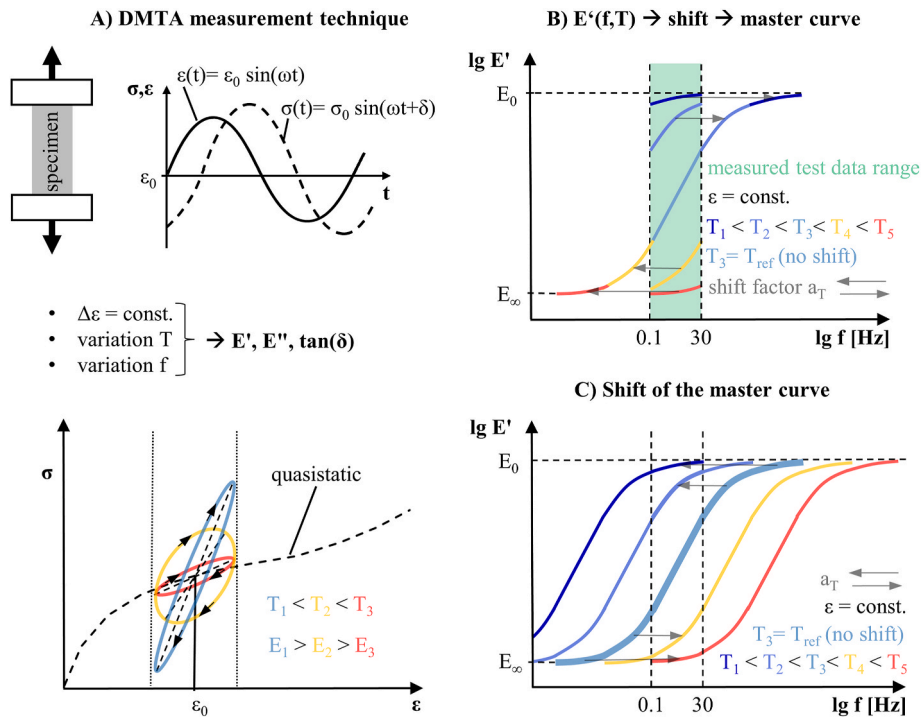 A) DMTA measurement technique
specimen
σ,ε
ε(t)= ε₀ sin(ωt)
σ(t)= σ₀ sin(ωt+δ)
ε₀
t
• Δε = const.
• variation T
• variation f
→ E', E'', tan(δ)
σ
quasistatic
T₁ < T₂ < T₃
E₁ > E₂ > E₃
ε₀
ε
B) E‘(f,T) → shift → master curve
lg E'
E₀
measured test data range
ε = const.
T₁ < T₂ < T₃< T₄ < T₅
T₃= Tref (no shift)
shift factor aT
E∞
0.1
30
lg f [Hz]
C) Shift of the master curve
lg E'
E₀
aT
ε = const.
T₃= Tref (no shift)
T₁ < T₂ < T₃< T₄ < T₅
E∞
0.1
30
lg f [Hz]